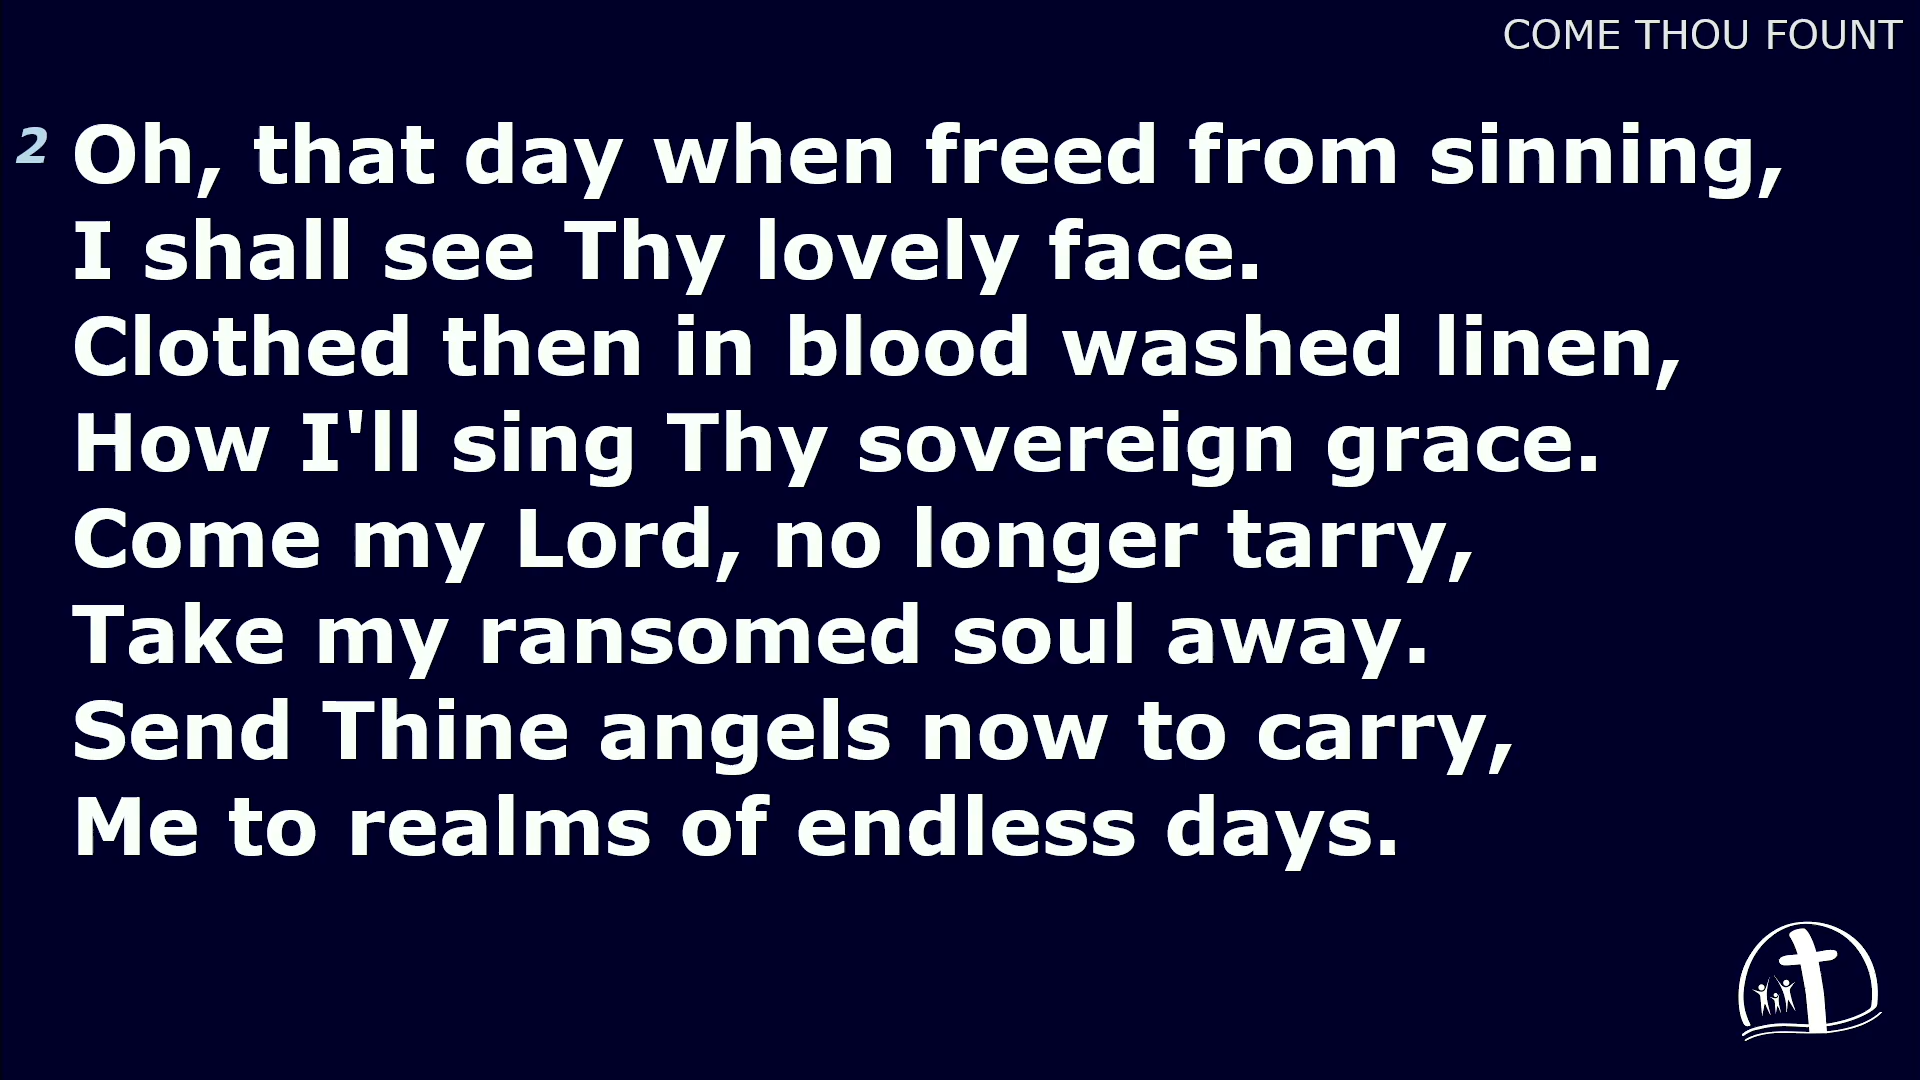 COME THOU FOUNT
2 Oh, that day when freed from sinning,
I shall see Thy lovely face.
Clothed then in blood washed linen,
How I'll sing Thy sovereign grace.
Come my Lord, no longer tarry,
Take my ransomed soul away.
Send Thine angels now to carry,
Me to realms of endless days.